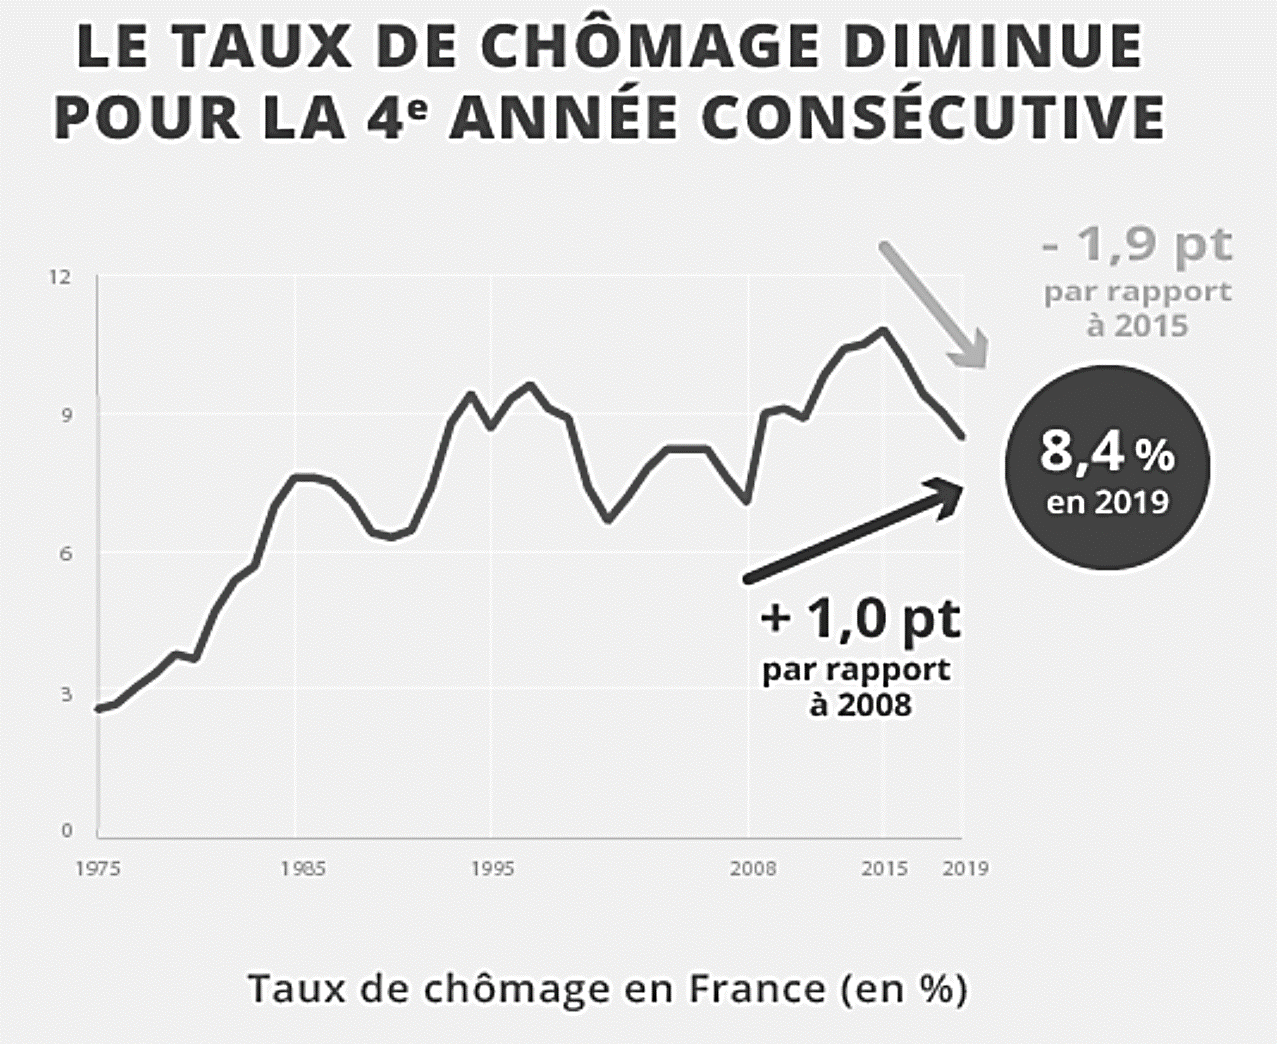 LE TAUX DE CHÔMAGE DIMINUE
POUR LA 4e ANNÉE CONSÉCUTIVE
- 1,9 pt
par rapport
à 2015
12
9
6
3
0
8,4 %
en 2019
+ 1,0 pt
par rapport
à 2008
1975 1985 1995 2008 2015 2019
Taux de chômage en France (en %)